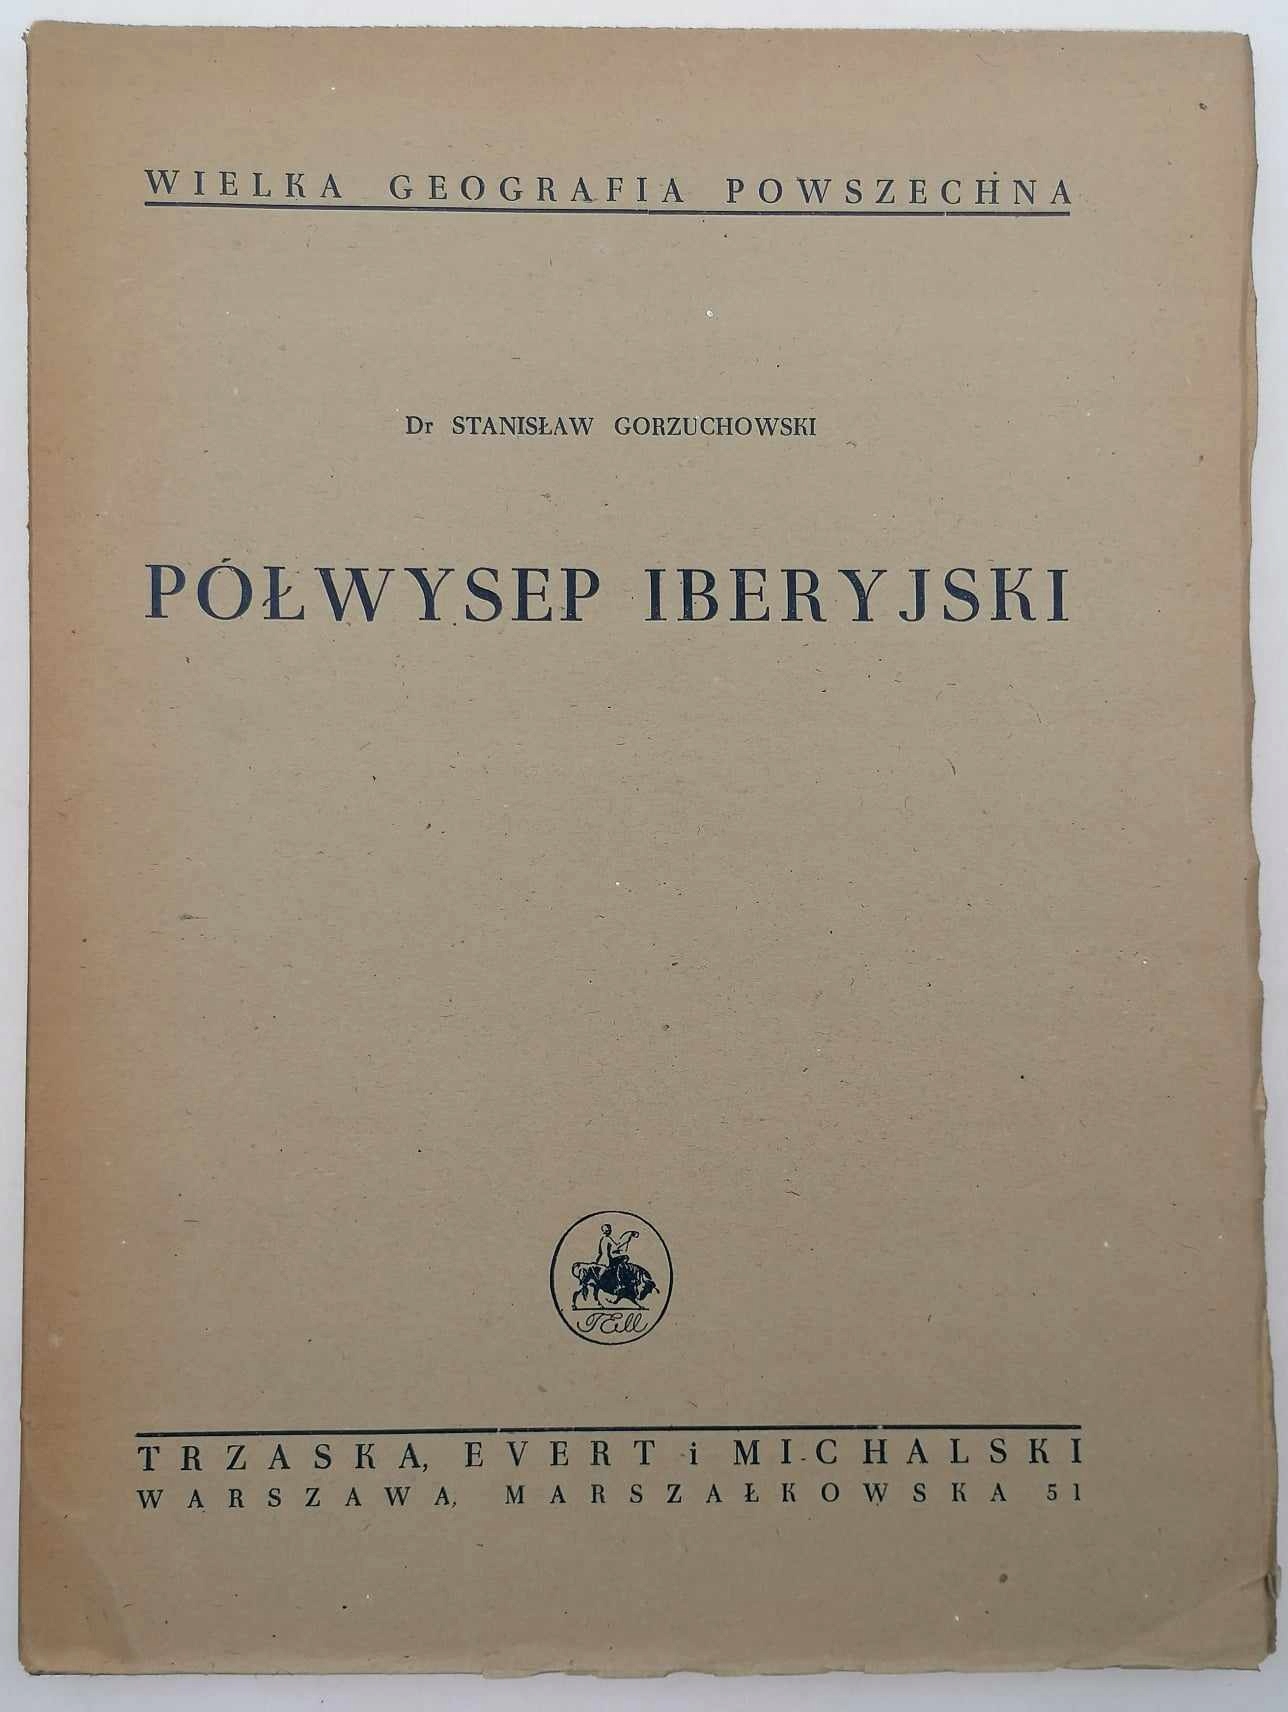 WIELKA GEOGRAFIA POWSZECHNA
Dr STANISŁAW GORZUCHOWSKI
PÓŁWYSEP IBERYJSKI
TEM
TRZASKA, EVERT i MICHALSKI
WARSZAWA, MARSZAŁKOWSKA 51